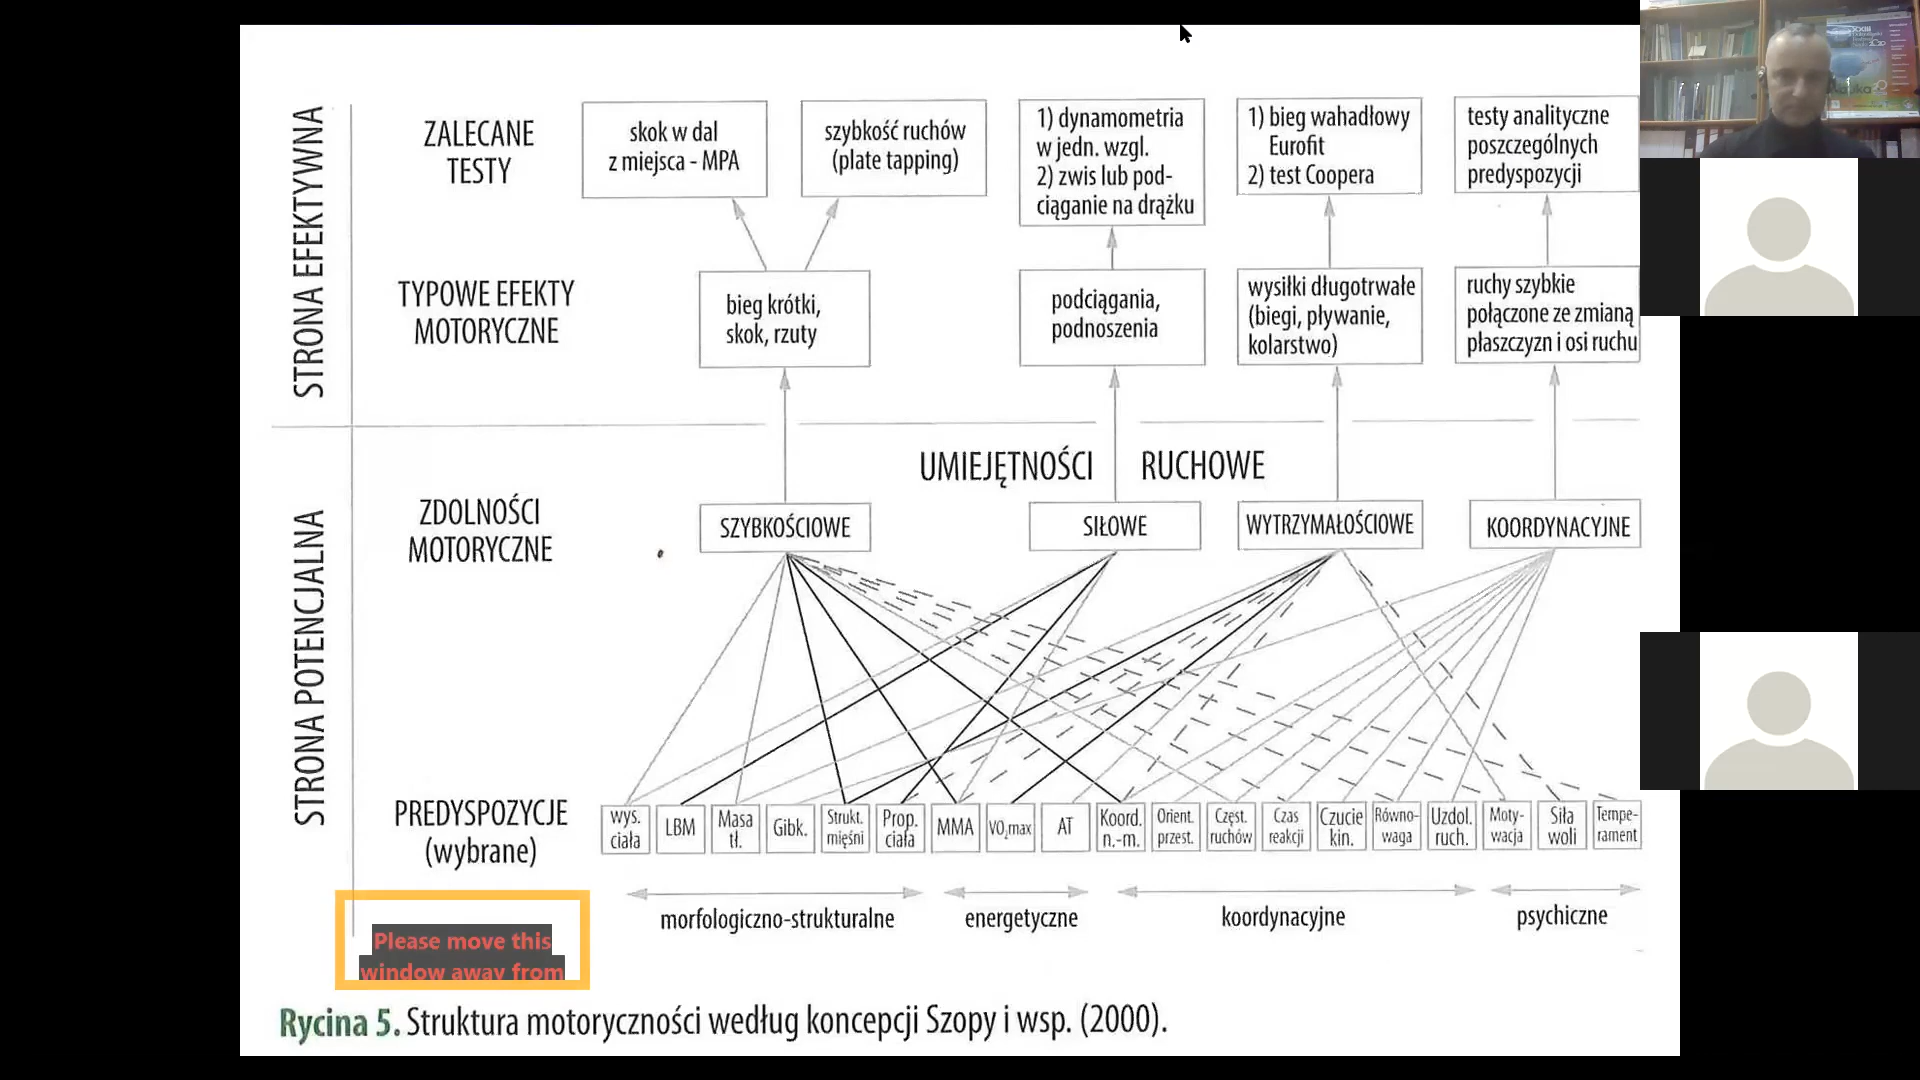 STRONA EFEKTYWNA
STRONA POTENCJALNA
ZALECANE
TESTY
skok w dal
z miejsca - MPA
szybkość ruchów
(plate tapping)
1) dynamometria
w jedn. wzgl.
2) zwis lub pod-
ciąganie na drążku
1) bieg wahadłowy
Eurofit
2) test Coopera
testy analityczne
poszczególnych
predyspozycji
TYPOWE EFEKTY
MOTORYCZNE
bieg krótki,
skok, rzuty
podciągania,
podnoszenia
wysiłki długotrwałe
(biegi, pływanie,
kolarstwo)
ruchy szybkie
połączone ze zmianą
płaszczyzn i osi ruchu
UMIEJĘTNOŚCI RUCHOWE
ZDOLNOŚCI
MOTORYCZNE
SZYBKOŚCIOWE
SIŁOWE
WYTRZYMAŁOŚCIOWE
KOORDYNACYJNE
PREDYSPOZYCJE
(wybrane)
wys.
ciała
LBM
Masa
tł.
Gibk.
Strukt.
mięśni
Prop.
ciała
MMA
VO₂max
AT
Koord.
n.-m.
Orient.
przest.
Częst.
ruchów
Czas
reakcji
Czucie
kin.
Równo-
waga
Uzdol.
ruch.
Moty-
wacja
Siła
woli
Tempe-
rament
morfologiczno-strukturalne
energetyczne
koordynacyjne
psychiczne
Please move this
window away from
Rycina 5. Struktura motoryczności według koncepcji Szopy i wsp. (2000).